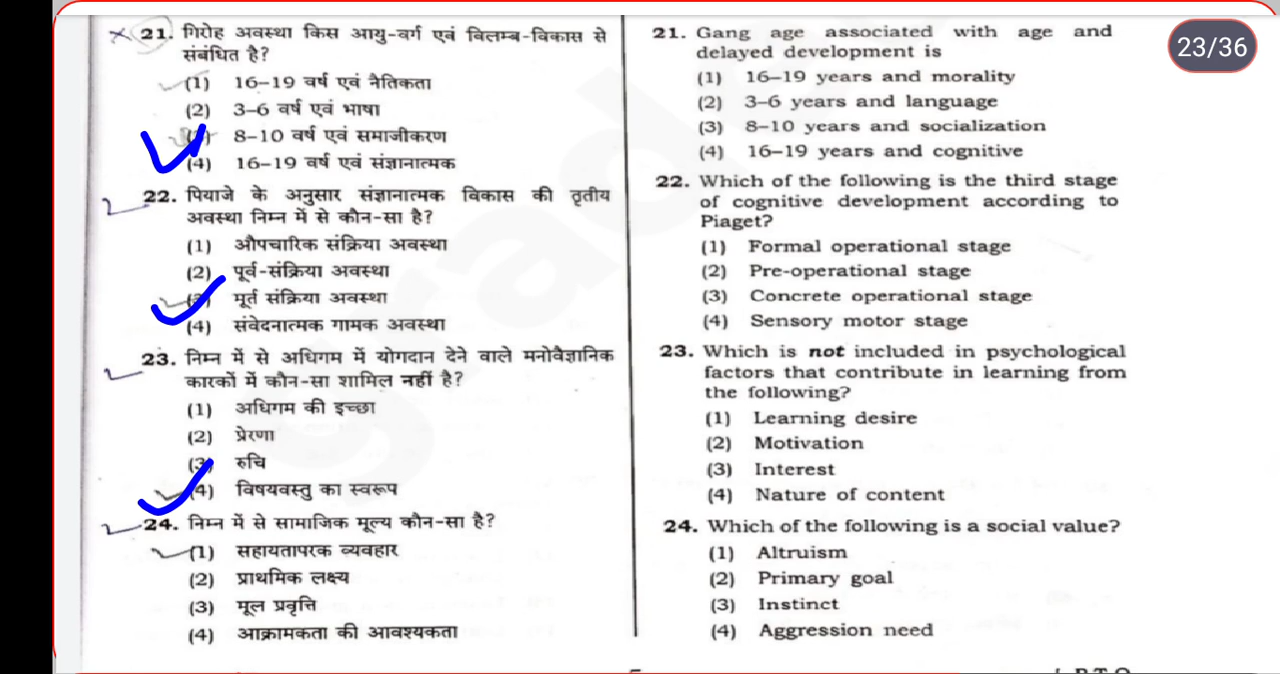 23/36
21. गिरोह अवस्था किस आयु-वर्ग एवं विलम्ब-विकास से
संबंधित है?
(1) 16–19 वर्ष एवं नैतिकता
(2) 3–6 वर्ष एवं भाषा
8–10 वर्ष एवं समाजीकरण
(4) 16–19 वर्ष एवं संज्ञानात्मक
22. पियाजे के अनुसार संज्ञानात्मक विकास की तृतीय
अवस्था निम्न में से कौन-सा है?
(1) औपचारिक संक्रिया अवस्था
(2) पूर्व-संक्रिया अवस्था
मूर्त संक्रिया अवस्था
(4) संवेदनात्मक गामक अवस्था
23. निम्न में से अधिगम में योगदान देने वाले मनोवैज्ञानिक
कारकों में कौन-सा शामिल नहीं है?
(1) अधिगम की इच्छा
(2) प्रेरणा
(3) रुचि
(4) विषयवस्तु का स्वरूप
24. निम्न में से सामाजिक मूल्य कौन-सा है?
(1) सहायतापरक व्यवहार
(2) प्राथमिक लक्ष्य
(3) मूल प्रवृत्ति
(4) आक्रामकता की आवश्यकता
21. Gang age associated with age and
delayed development is
(1) 16–19 years and morality
(2) 3–6 years and language
(3) 8–10 years and socialization
(4) 16–19 years and cognitive
22. Which of the following is the third stage
of cognitive development according to
Piaget?
(1) Formal operational stage
(2) Pre-operational stage
(3) Concrete operational stage
(4) Sensory motor stage
23. Which is not included in psychological
factors that contribute in learning from
the following?
(1) Learning desire
(2) Motivation
(3) Interest
(4) Nature of content
24. Which of the following is a social value?
(1) Altruism
(2) Primary goal
(3) Instinct
(4) Aggression need